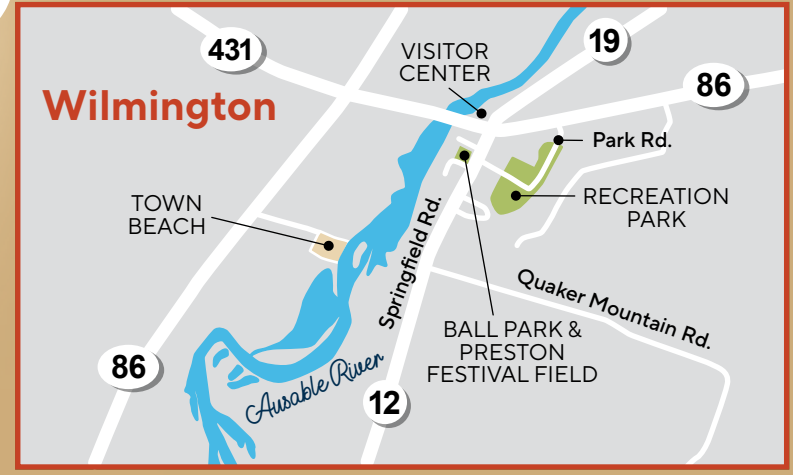 431
VISITOR
CENTER
19
86
Wilmington
Park Rd.
TOWN
BEACH
RECREATION
PARK
Springfield Rd.
Quaker Mountain Rd.
BALL PARK &
PRESTON
FESTIVAL FIELD
86
Ausable River
12